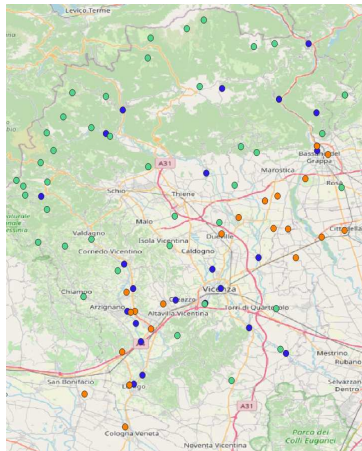 Levico Terme
A31
Bassano del
Grappa
Marostica
Rosà
Schio
Thiene
Malo
Valdagno
Isola Vicentina
Dueville
Cittadella
Cornedo Vicentino
Caldogno
Chiampo
Vicenza
Arzignano
Torri di Quartesolo
Altavilla Vicentina
Mestrino
Rubano
San Bonifacio
Lonigo
Selvazzano
Dentro
A31
Cologna Veneta
Parco dei
Colli Euganei
Noventa Vicentina